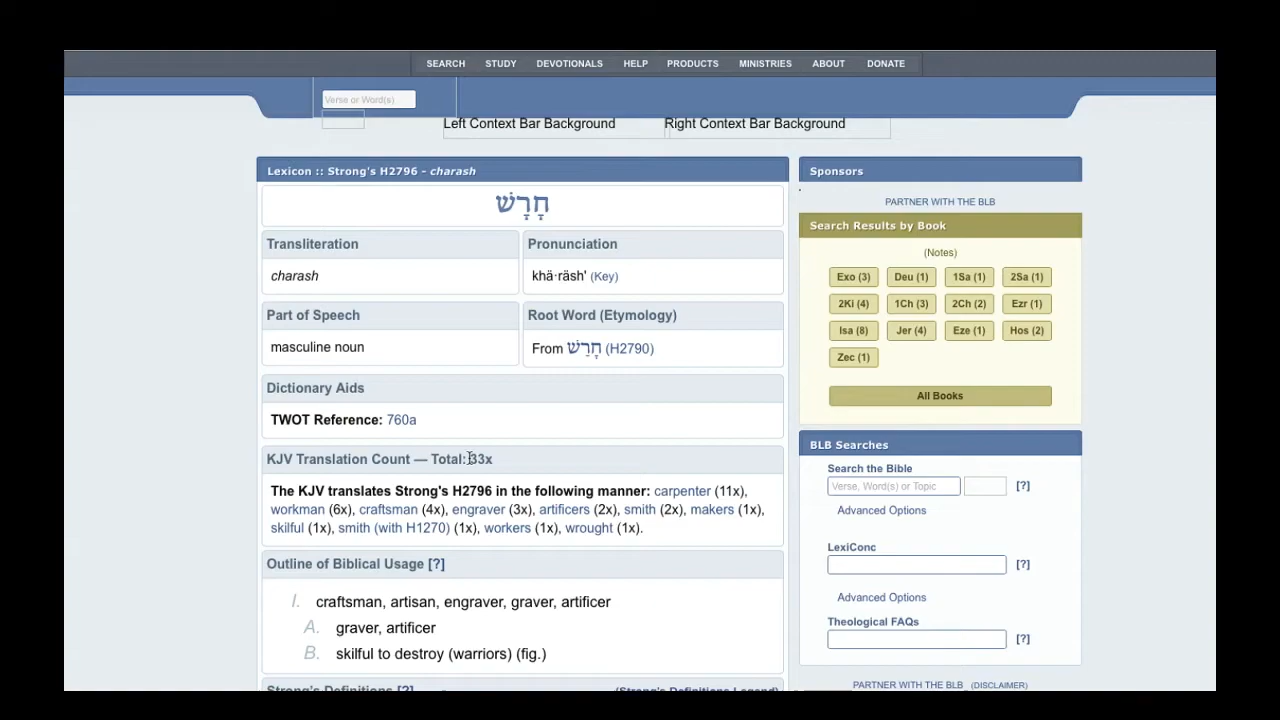 SEARCH STUDY DEVOTIONALS HELP PRODUCTS MINISTRIES ABOUT DONATE
Verse or Word(s)
Left Context Bar Background Right Context Bar Background
Lexicon :: Strong's H2796 - charash
חָרָשׁ
Transliteration
charash
Pronunciation
khä·räsh' (Key)
Part of Speech
masculine noun
Root Word (Etymology)
From חָרַשׁ (H2790)
Dictionary Aids
TWOT Reference: 760a
KJV Translation Count — Total: 33x
The KJV translates Strong's H2796 in the following manner: carpenter (11x),
workman (6x), craftsman (4x), engraver (3x), artificers (2x), smith (2x), makers (1x),
skilful (1x), smith (with H1270) (1x), workers (1x), wrought (1x).
Outline of Biblical Usage [?]
I. craftsman, artisan, engraver, graver, artificer
A. graver, artificer
B. skilful to destroy (warriors) (fig.)
Strong's Definitions [?] (Strong's Definitions Legend)
Sponsors
PARTNER WITH THE BLB
Search Results by Book
(Notes)
Exo (3) Deu (1) 1Sa (1) 2Sa (1)
2Ki (4) 1Ch (3) 2Ch (2) Ezr (1)
Isa (8) Jer (4) Eze (1) Hos (2)
Zec (1)
All Books
BLB Searches
Search the Bible
Verse, Word(s) or Topic [?]
Advanced Options
LexiConc
[?]
Advanced Options
Theological FAQs
[?]
PARTNER WITH THE BLB (DISCLAIMER)